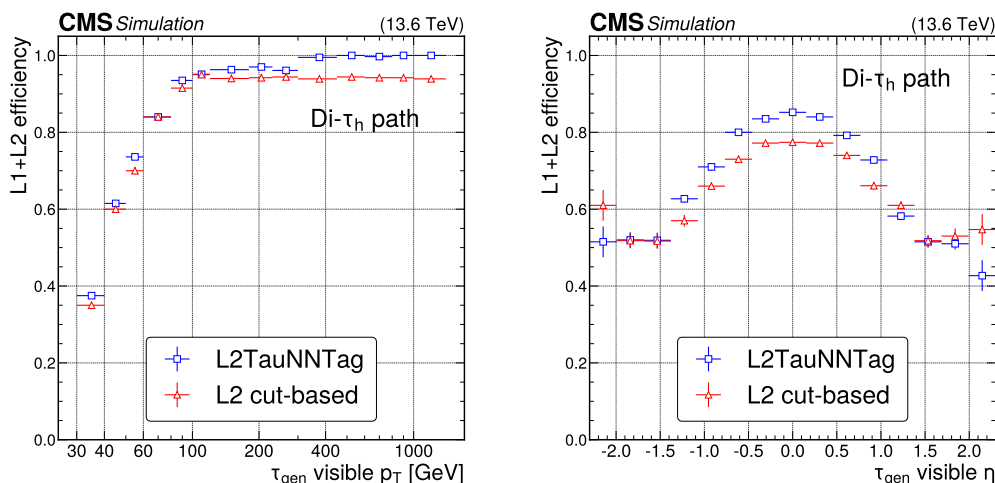 CMS Simulation (13.6 TeV)
L1+L2 efficiency
1.0
0.8
0.6
0.4
0.2
0.0
Di-τh path
L2TauNNTag
L2 cut-based
30 40 60 100 200 400 1000
τgen visible pT [GeV]
CMS Simulation (13.6 TeV)
L1+L2 efficiency
1.0
0.8
0.6
0.4
0.2
0.0
Di-τh path
L2TauNNTag
L2 cut-based
-2.0 -1.5 -1.0 -0.5 0.0 0.5 1.0 1.5 2.0
τgen visible η